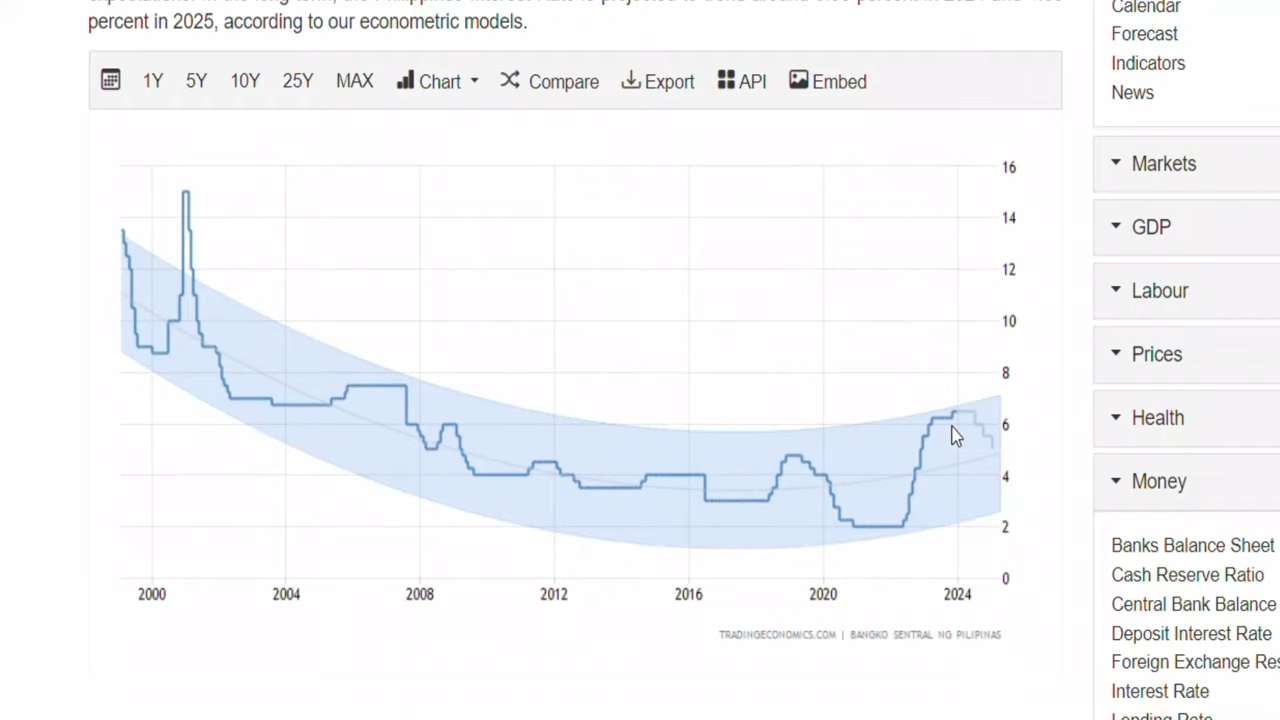 percent in 2025, according to our econometric models.
1Y 5Y 10Y 25Y MAX Chart Compare Export API Embed
16
14
12
10
8
6
4
2
0
2000 2004 2008 2012 2016 2020 2024
TRADINGECONOMICS.COM | BANGKO SENTRAL NG PILIPINAS
Calendar
Forecast
Indicators
News
Markets
GDP
Labour
Prices
Health
Money
Banks Balance Sheet
Cash Reserve Ratio
Central Bank Balance
Deposit Interest Rate
Foreign Exchange Res
Interest Rate